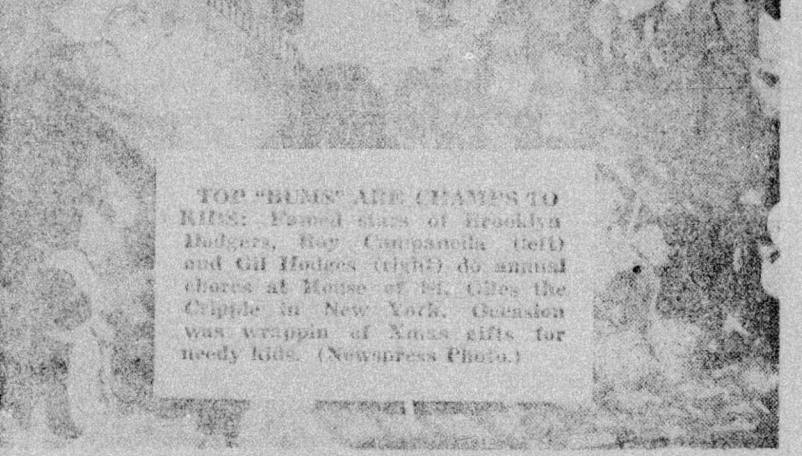 TOP "BUMS" ARE CHAMPS TO
KIDS: Famed stars of Brooklyn
Dodgers, Roy Campanella (left)
and Gil Hodges (right) do annual
chores at House of St. Giles the
Cripple in New York. Occasion
was wrappin of Xmas gifts for
needy kids. (Newspress Photo.)